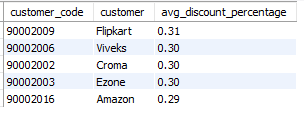 customer_code customer avg_discount_percentage
90002009 Flipkart 0.31
90002006 Viveks 0.30
90002002 Croma 0.30
90002003 Ezone 0.30
90002016 Amazon 0.29